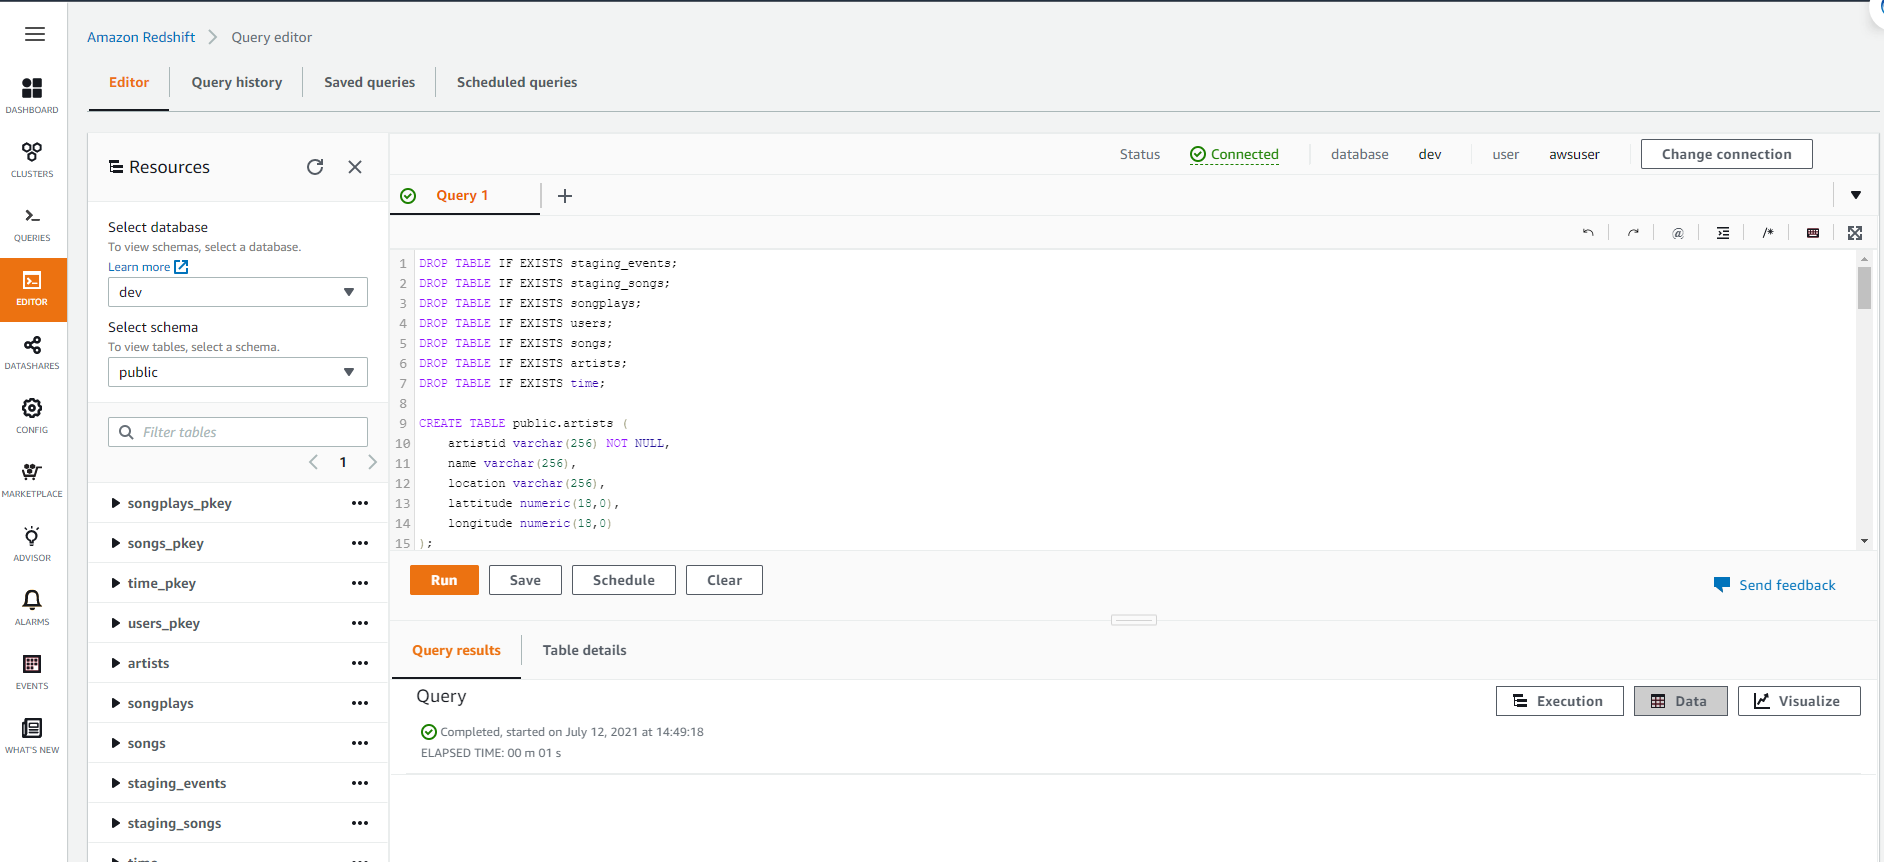 Amazon Redshift > Query editor
Editor Query history Saved queries Scheduled queries
DASHBOARD
CLUSTERS
QUERIES
EDITOR
DATASHARES
CONFIG
MARKETPLACE
ADVISOR
ALARMS
EVENTS
WHAT'S NEW
Resources
Select database
To view schemas, select a database.
Learn more
dev
Select schema
To view tables, select a schema.
public
Filter tables
1
songplays_pkey
songs_pkey
time_pkey
users_pkey
artists
songplays
songs
staging_events
staging_songs
time
Status Connected database dev user awsuser Change connection
Query 1
@ /*
1 DROP TABLE IF EXISTS staging_events;
2 DROP TABLE IF EXISTS staging_songs;
3 DROP TABLE IF EXISTS songplays;
4 DROP TABLE IF EXISTS users;
5 DROP TABLE IF EXISTS songs;
6 DROP TABLE IF EXISTS artists;
7 DROP TABLE IF EXISTS time;
8
9 CREATE TABLE public.artists (
10 artistid varchar(256) NOT NULL,
11 name varchar(256),
12 location varchar(256),
13 lattitude numeric(18,0),
14 longitude numeric(18,0)
15 );
Run Save Schedule Clear
Send feedback
Query results Table details
Query
Execution Data Visualize
Completed, started on July 12, 2021 at 14:49:18
ELAPSED TIME: 00 m 01 s